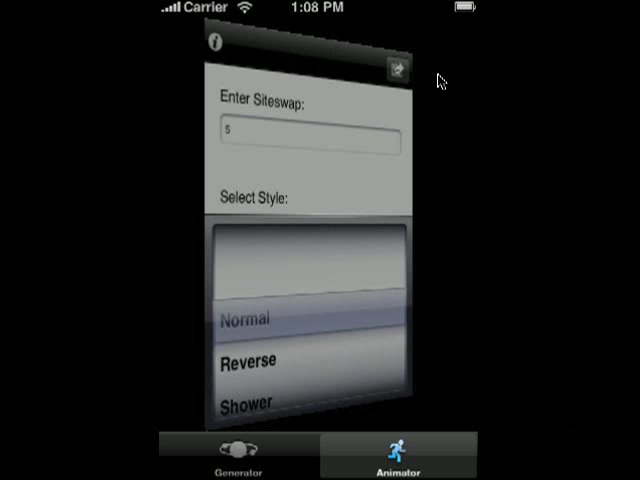 Carrier 1:08 PM
Enter Siteswap:
5
Select Style:
Normal
Reverse
Shower
Generator Animator